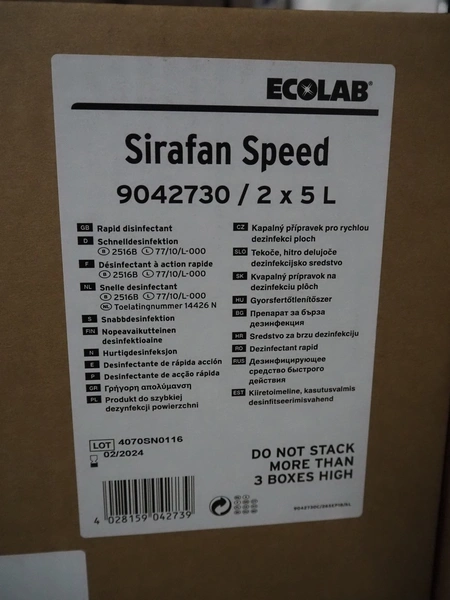 ECOLAB®
Sirafan Speed
9042730 / 2 x 5 L
GB Rapid disinfectant
D Schnelldesinfektion
Ⓑ 2516B Ⓛ 77/10/L-000
F Désinfectant à action rapide
Ⓑ 2516B Ⓛ 77/10/L-000
NL Snelle desinfectant
Ⓑ 2516B Ⓛ 77/10/L-000
NL Toelatingnummer 14426 N
S Snabbdesinfektion
FIN Nopeavaikutteinen
desinfektioaine
N Hurtigdesinfeksjon
E Desinfectante de rápida acción
P Desinfectante de acção rápida
GR Γρήγορη απολύμανση
PL Produkt do szybkiej
dezynfekcji powierzchni
CZ Kapalný přípravek pro rychlou
dezinfekci ploch
SLO Tekoče, hitro delujoče
dezinfekcijsko sredstvo
SK Kvapalný prípravok na
dezinfekciu plochy
HU Gyorsfertőtlenítőszer
BG Препарат за бърза
дезинфекция
HR Sredstvo za brzu dezinfekciju
RO Dezinfectant rapid
RUS Дезинфицирующее
средство быстрого
действия
EST Kiiretoimeline, kasutusvalmis
desinfitseerimisvahend
LOT 4070SN0116
02/2024
DO NOT STACK
MORE THAN
3 BOXES HIGH
4 028159 042739